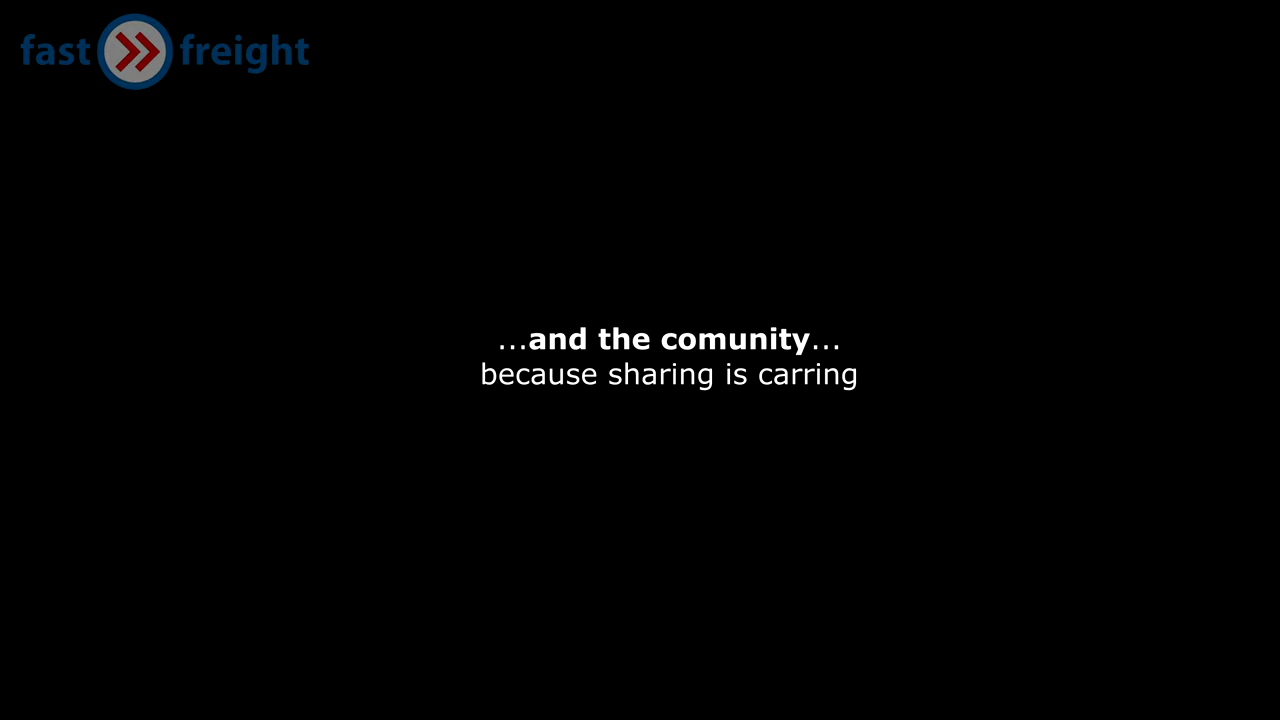 fast freight
...and the comunity...
because sharing is carring